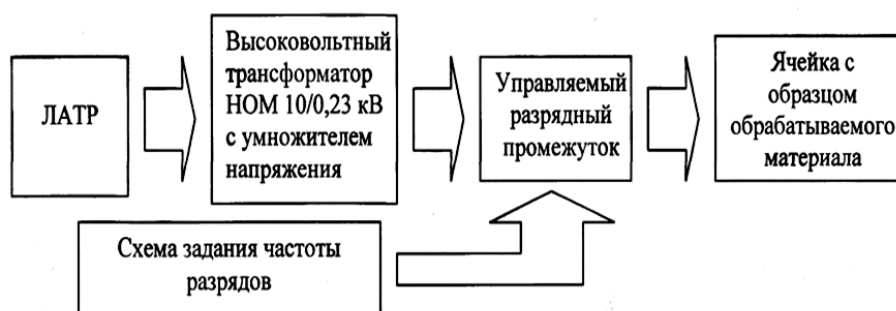 ЛАТР
Высоковольтный
трансформатор
НОМ 10/0,23 кВ
с умножителем
напряжения
Управляемый
разрядный
промежуток
Ячейка с
образцом
обрабатываемого
материала
Схема задания частоты
разрядов